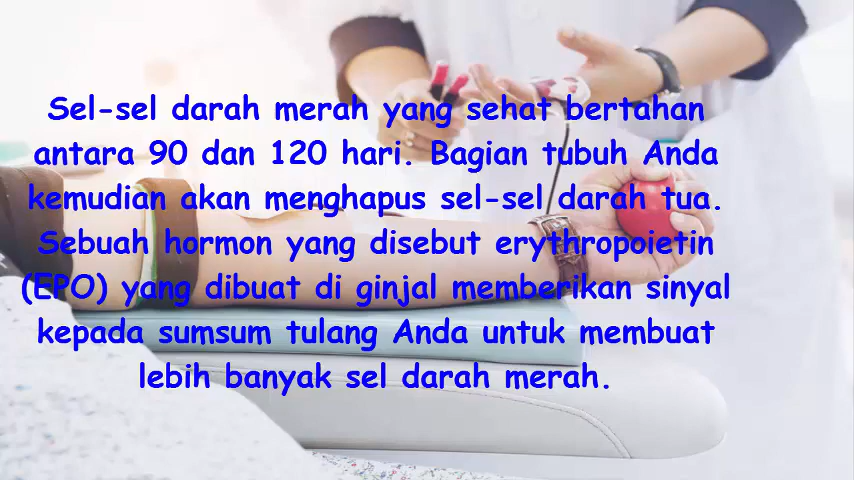 Sel-sel darah merah yang sehat bertahan
antara 90 dan 120 hari. Bagian tubuh Anda
kemudian akan menghapus sel-sel darah tua.
Sebuah hormon yang disebut erythropoietin
(EPO) yang dibuat di ginjal memberikan sinyal
kepada sumsum tulang Anda untuk membuat
lebih banyak sel darah merah.